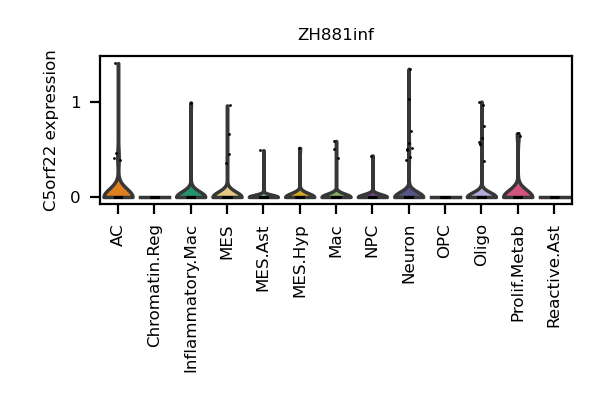 ZH881inf
C5orf22 expression
1
0
AC
Chromatin.Reg
Inflammatory.Mac
MES
MES.Ast
MES.Hyp
Mac
NPC
Neuron
OPC
Oligo
Prolif.Metab
Reactive.Ast